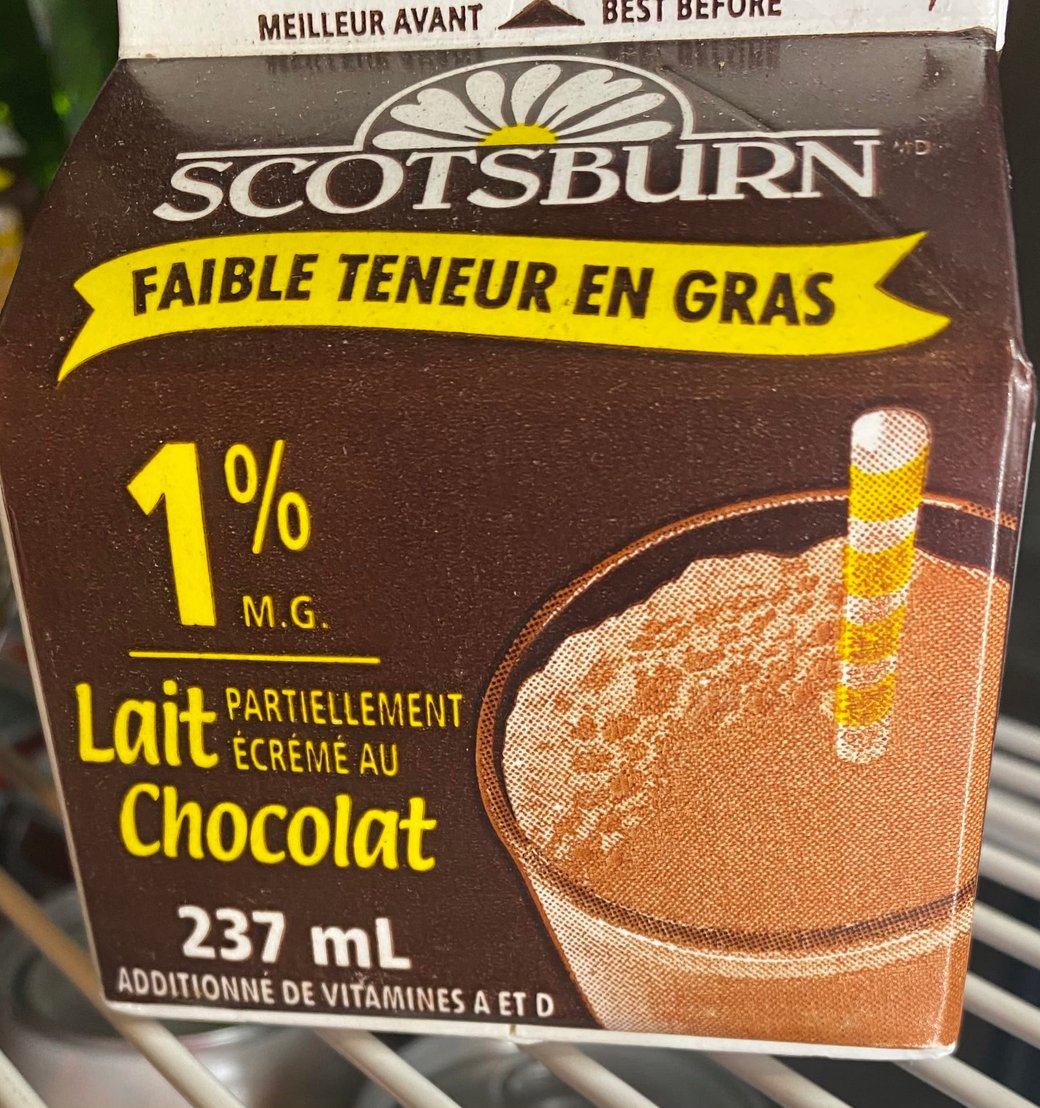 MEILLEUR AVANT BEST BEFORE
SCOTSBURN MD
FAIBLE TENEUR EN GRAS
1%
M.G.
Lait PARTIELLEMENT
ÉCRÉMÉ AU
Chocolat
237 mL
ADDITIONNÉ DE VITAMINES A ET D